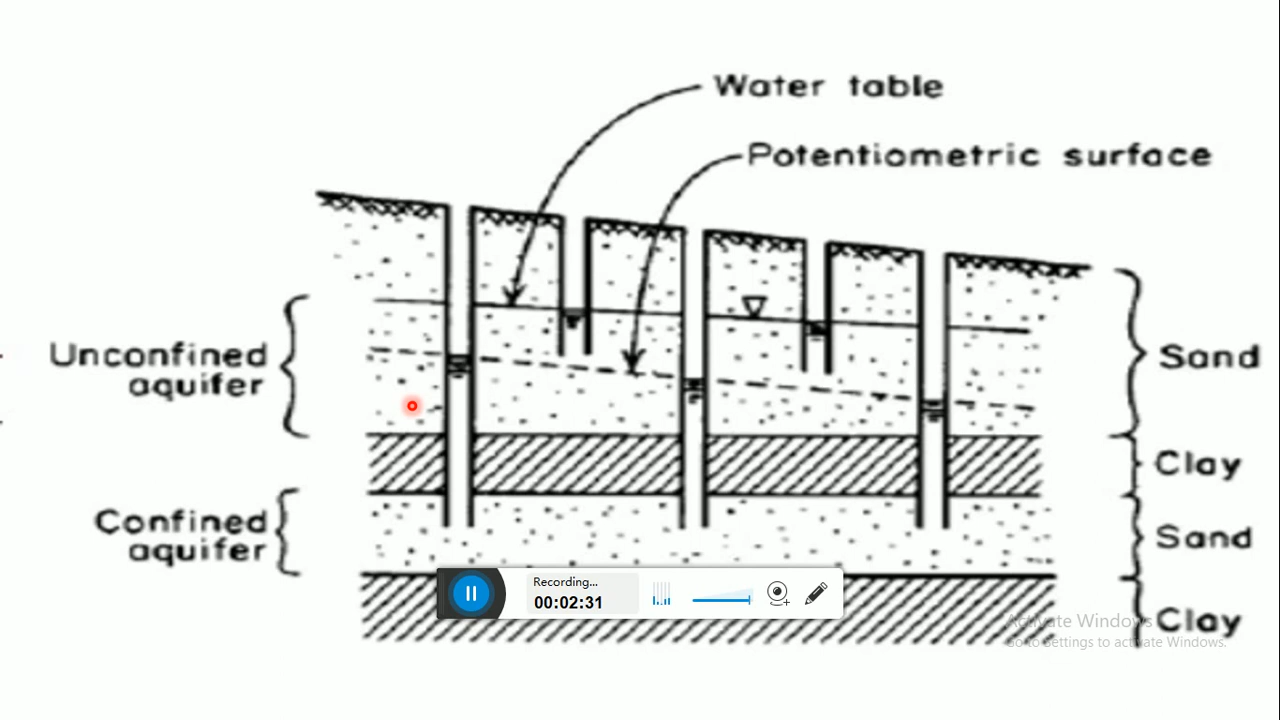 Water table
Potentiometric surface
Unconfined
aquifer
Sand
Clay
Confined
aquifer
Sand
Recording...
00:02:31
Clay
Activate Windows
Go to Settings to activate Windows.